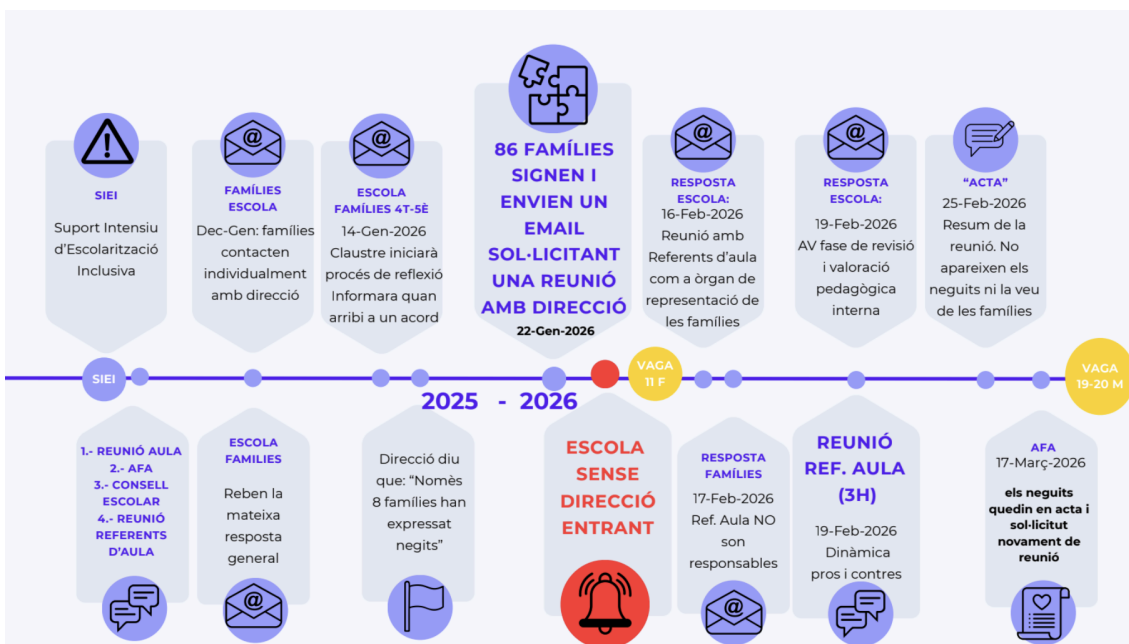 SIEI
Suport Intensiu
d'Escolarització
Inclusiva
FAMÍLIES
ESCOLA
Dec-Gen: famílies
contacten
individualment
amb direcció
ESCOLA
FAMÍLIES 4T-5È
14-Gen-2026
Claustre iniciarà
procés de reflexió
Informara quan
arribi a un acord
86 FAMÍLIES
SIGNEN I
ENVIEN UN
EMAIL
SOL·LICITANT
UNA REUNIÓ
AMB DIRECCIÓ
22-Gen-2026
RESPOSTA
ESCOLA:
16-Feb-2026
Reunió amb
Referents d'aula
com a òrgan de
representació de
les famílies
RESPOSTA
ESCOLA:
19-Feb-2026
AV fase de revisió
i valoració
pedagògica
interna
"ACTA"
25-Feb-2026
Resum de la
reunió. No
apareixen els
neguits ni la veu
de les famílies
SIEI
VAGA
11 F
VAGA
19-20 M
2025 - 2026
1.- REUNIÓ AULA
2.- AFA
3.- CONSELL
ESCOLAR
4.- REUNIÓ
REFERENTS
D'AULA
ESCOLA
FAMILIES
Reben la
mateixa
resposta
general
Direcció diu
que: "Nomès
8 famílies han
expressat
negits"
ESCOLA
SENSE
DIRECCIÓ
ENTRANT
RESPOSTA
FAMÍLIES
17-Feb-2026
Ref. Aula NO
son
responsables
REUNIÓ
REF. AULA
(3H)
19-Feb-2026
Dinàmica
pros i contres
AFA
17-Març-2026
els neguits
quedin en acta i
sol·licitut
novament de
reunió